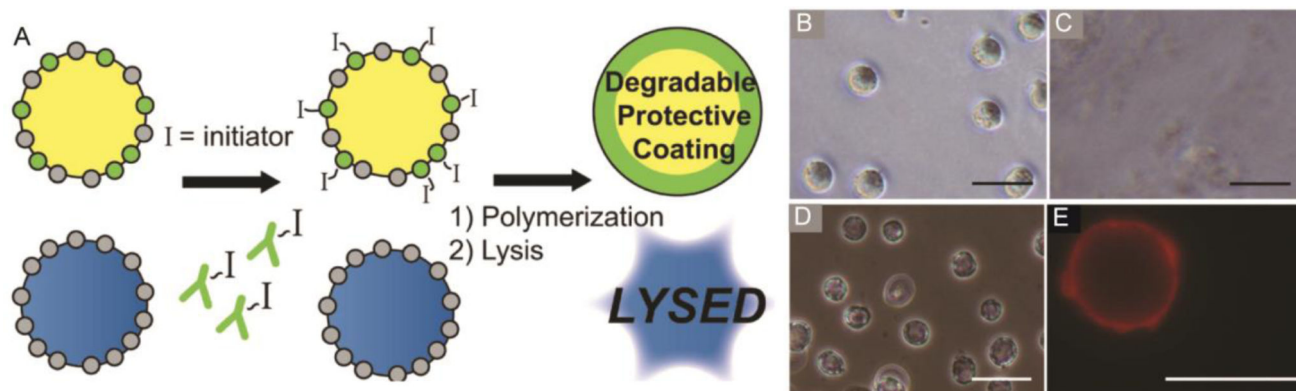 A
I
I
I
I
I
I
I
I = initiator
I
I
I
Degradable
Protective
Coating
1) Polymerization
2) Lysis
LYSED
B
C
D
E